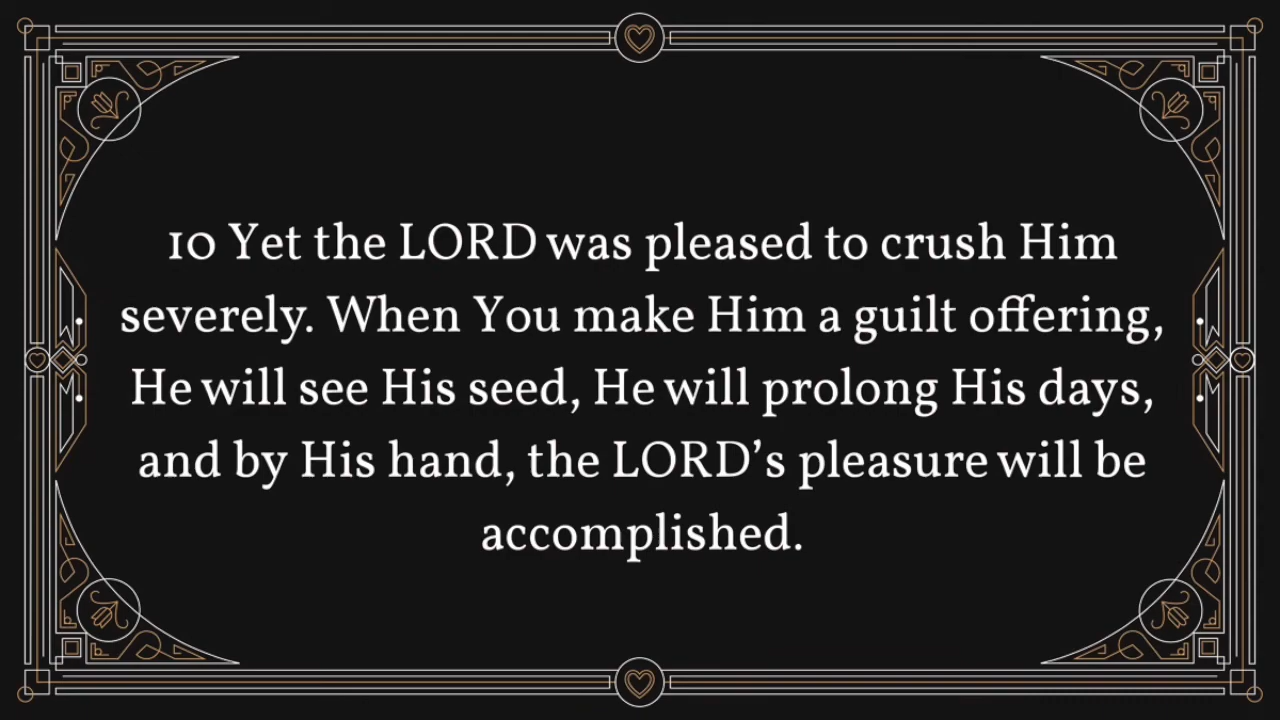 10 Yet the LORD was pleased to crush Him
severely. When You make Him a guilt offering,
He will see His seed, He will prolong His days,
and by His hand, the LORD’s pleasure will be
accomplished.